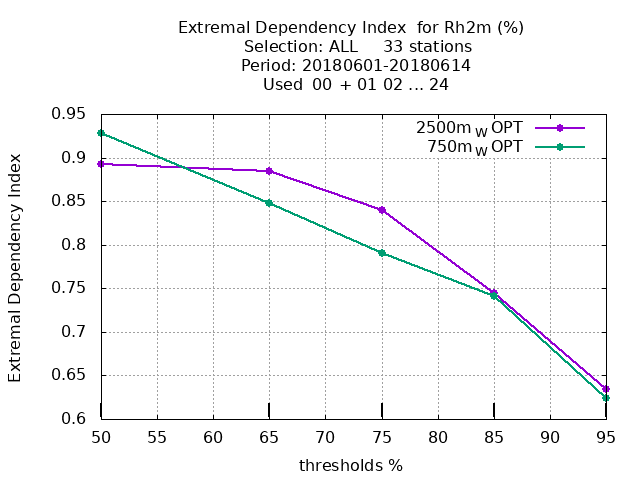 Extremal Dependency Index for Rh2m (%)
Selection: ALL 33 stations
Period: 20180601-20180614
Used 00 + 01 02 ... 24
2500m W OPT
750m W OPT
Extremal Dependency Index
0.95
0.9
0.85
0.8
0.75
0.7
0.65
0.6
50 55 60 65 70 75 80 85 90 95
thresholds %